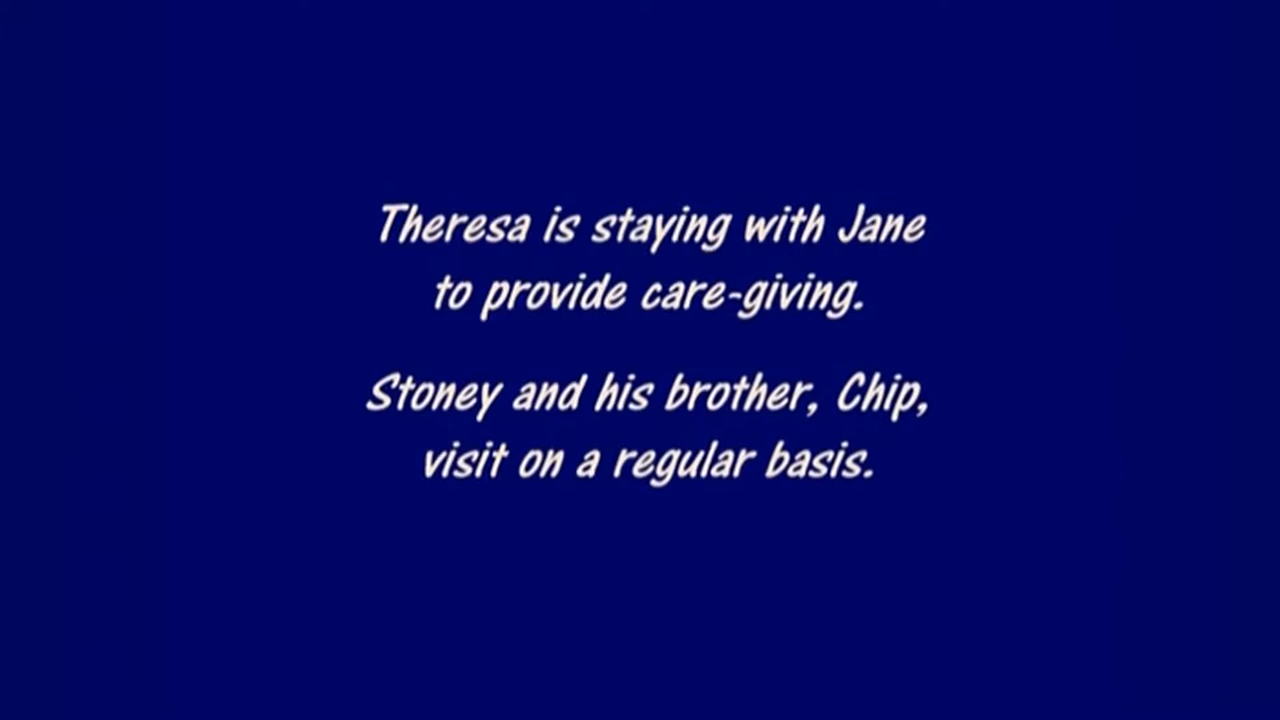 Theresa is staying with Jane
to provide care-giving.
Stoney and his brother, Chip,
visit on a regular basis.